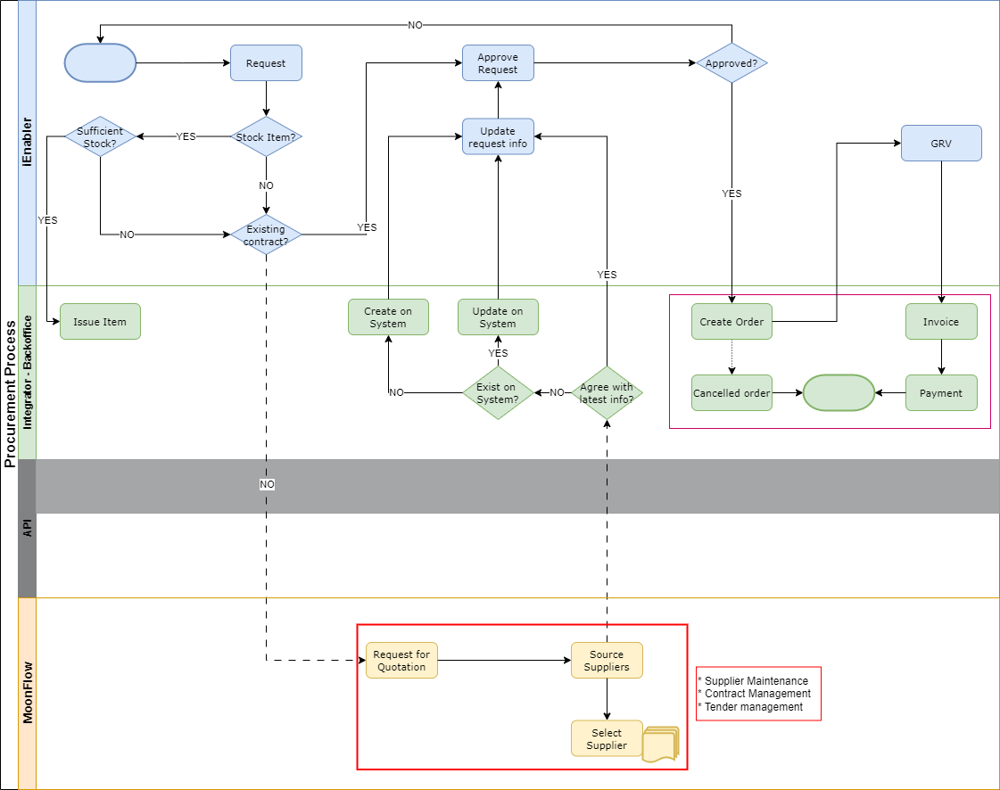 Procurement Process
IEnabler
NO
Request
Approve
Request
Approved?
Sufficient
Stock?
YES
Stock Item?
Update
request info
GRV
NO
YES
YES
NO
Existing
contract?
YES
YES
Integrator - Backoffice
Issue Item
Create on
System
Update on
System
Create Order
Invoice
YES
NO
Exist on
System?
NO
Agree with
latest info?
Cancelled order
Payment
API
NO
MoonFlow
Request for
Quotation
Source
Suppliers
Select
Supplier
* Supplier Maintenance
* Contract Management
* Tender management